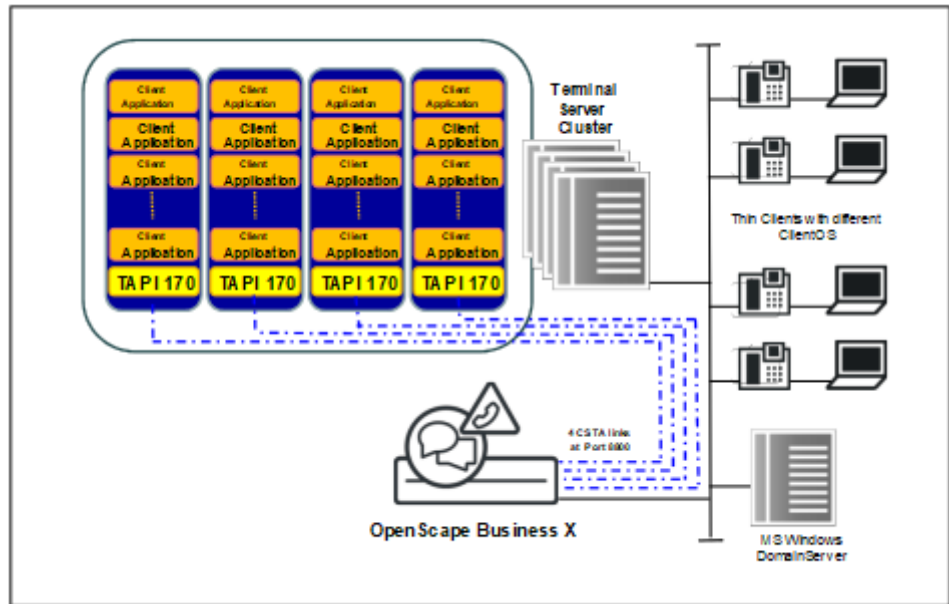 Client
Application
Client
Application
Client
Application
Client
Application
TAPI 170
Client
Application
Client
Application
Client
Application
Client
Application
TAPI 170
Client
Application
Client
Application
Client
Application
Client
Application
TAPI 170
Client
Application
Client
Application
Client
Application
Client
Application
TAPI 170
Terminal
Server
Cluster
Thin Clients with different
ClientOS
4 CSTA links
at Port 8800
OpenScape Business X
MS Windows
DomainServer